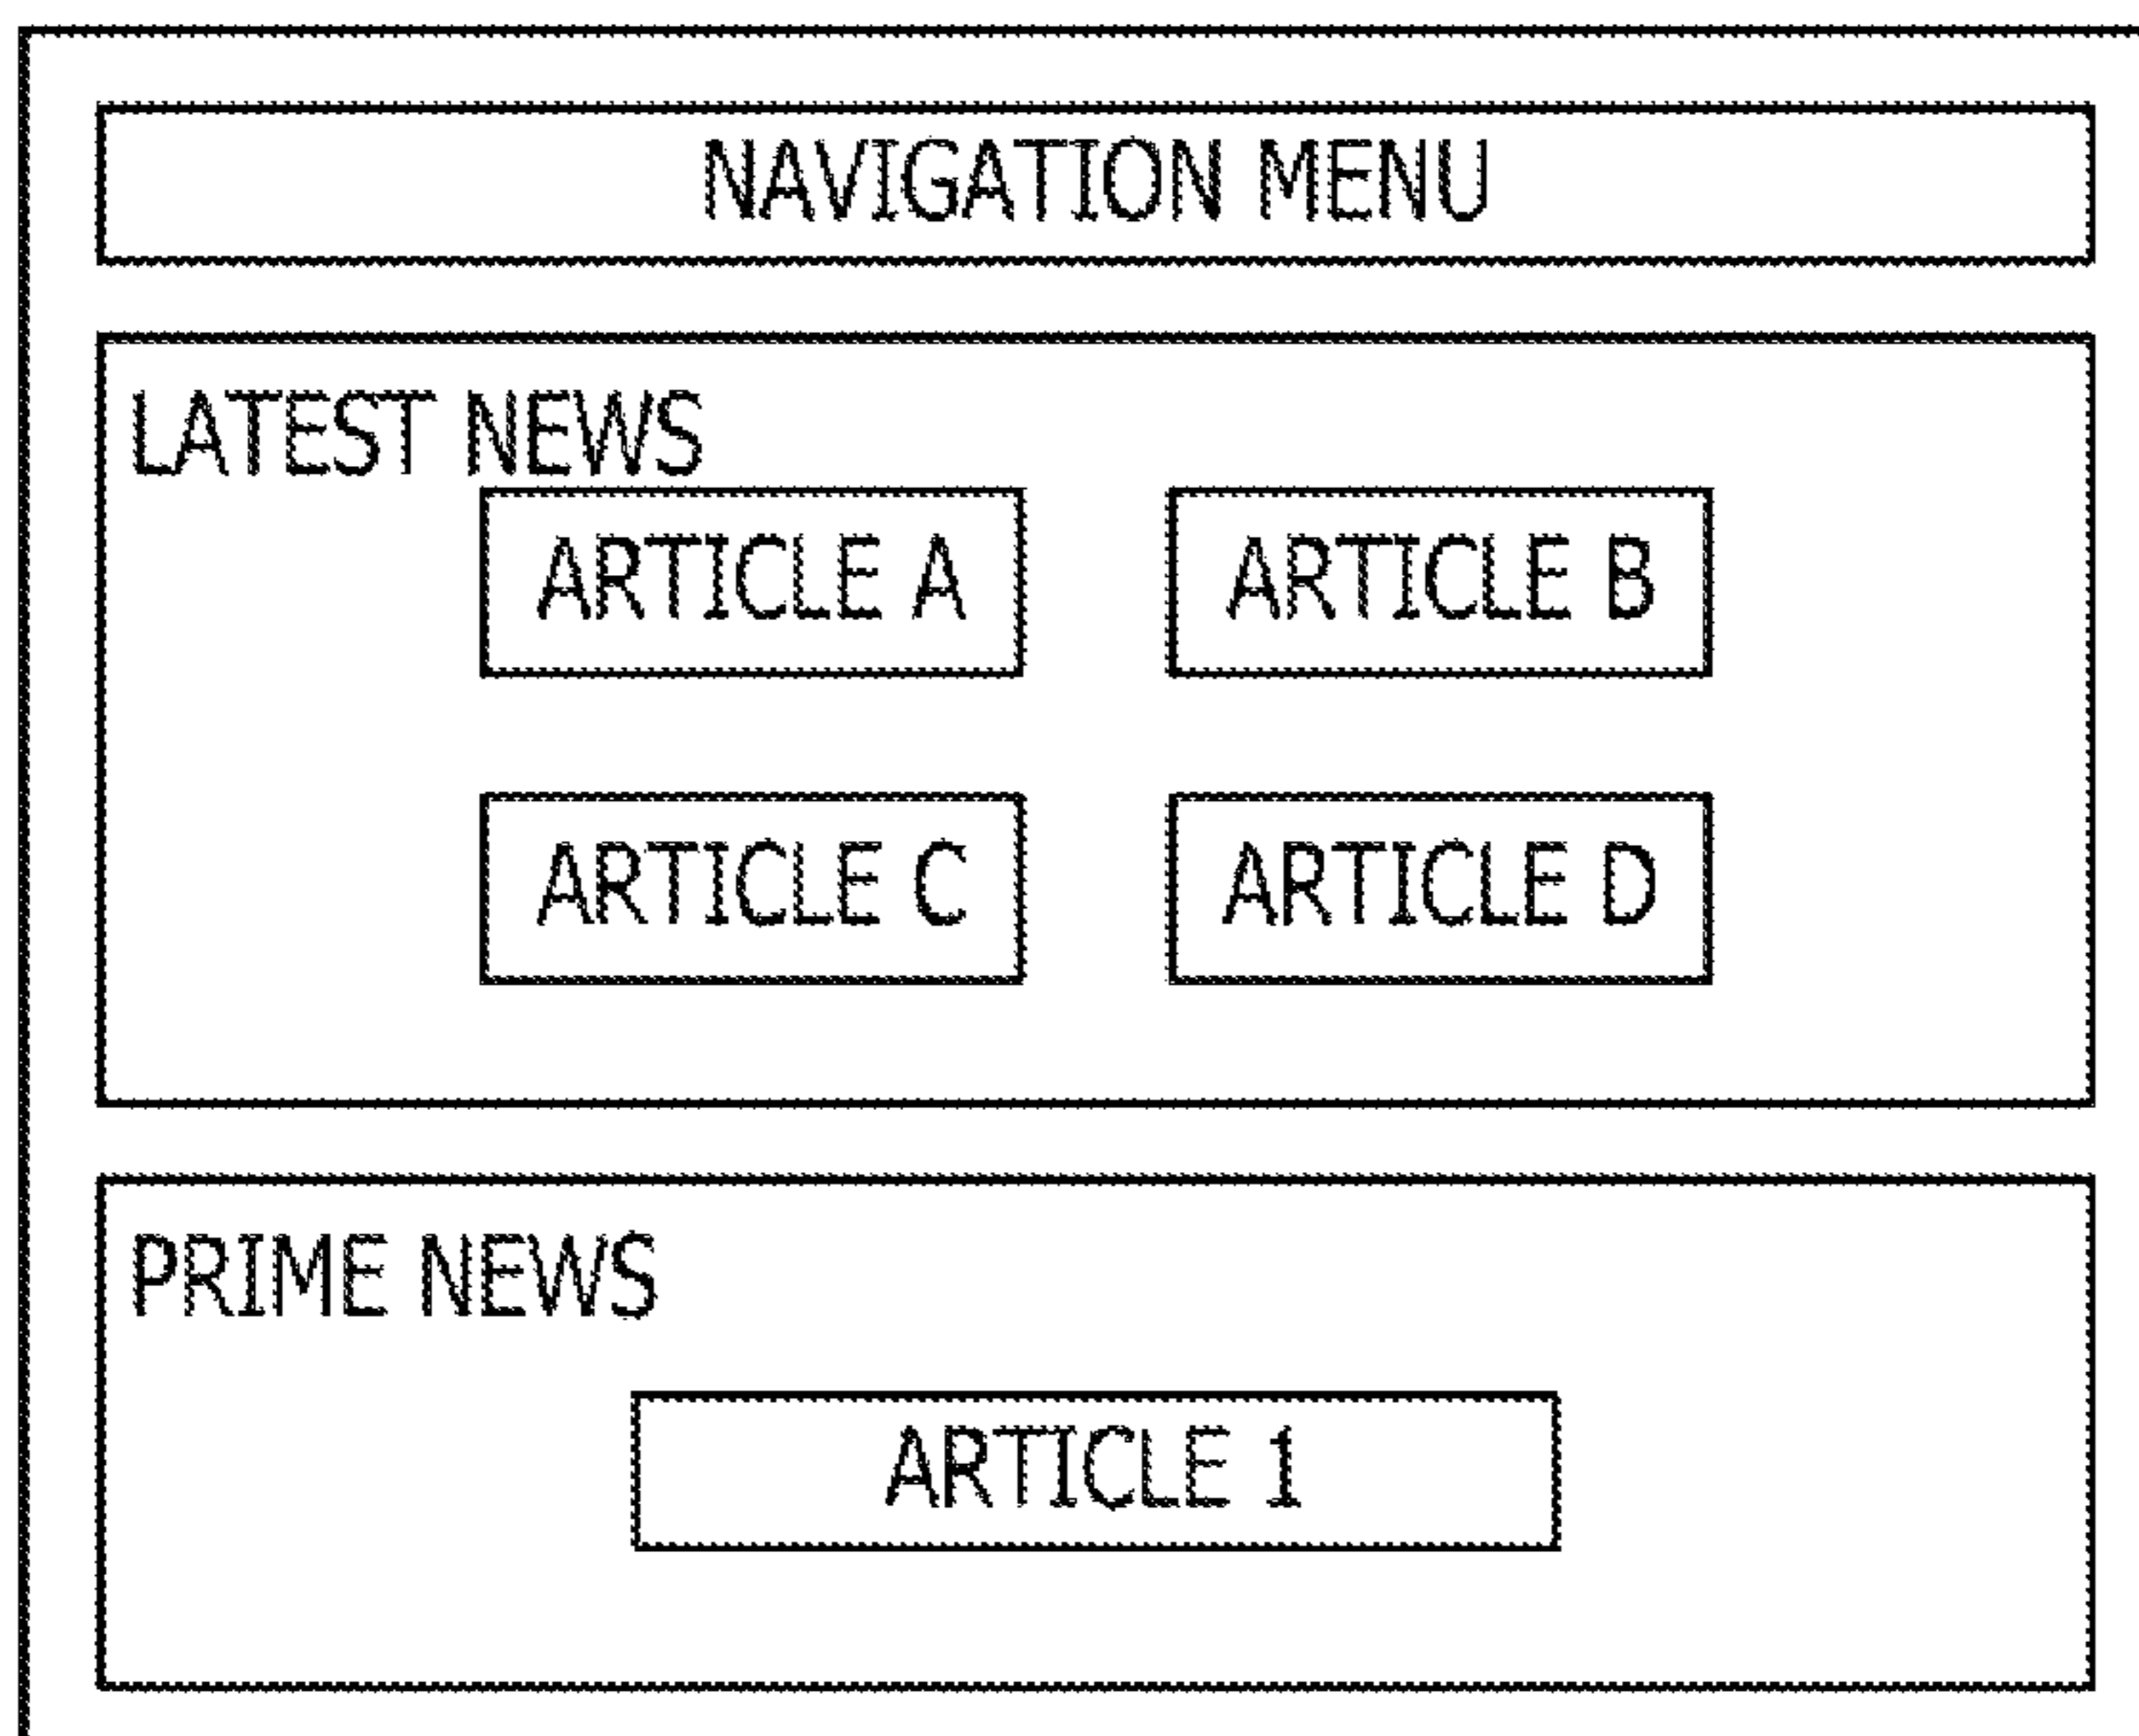 NAVIGATION MENU
LATEST NEWS
ARTICLE A ARTICLE B
ARTICLE C ARTICLE D
PRIME NEWS
ARTICLE 1